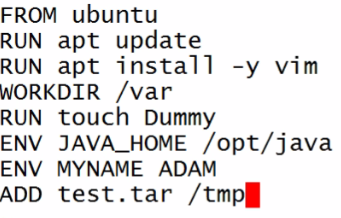 FROM ubuntu
RUN apt update
RUN apt install -y vim
WORKDIR /var
RUN touch Dummy
ENV JAVA_HOME /opt/java
ENV MYNAME ADAM
ADD test.tar /tmp